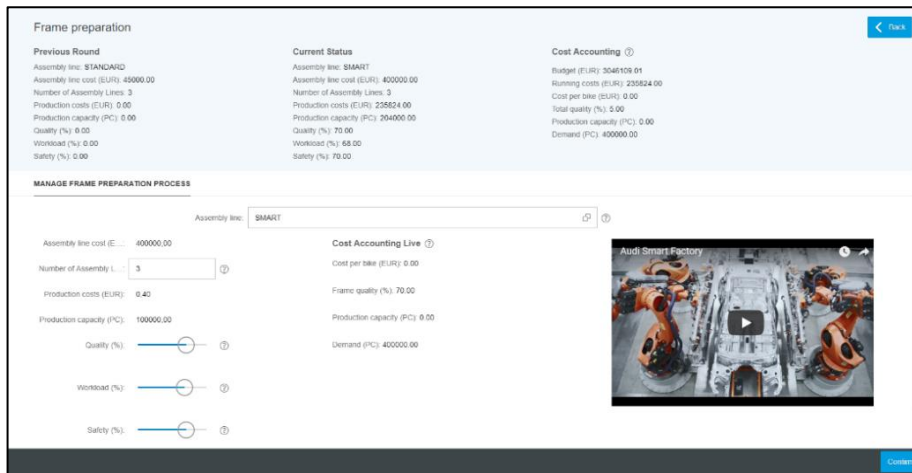 Frame preparation
Back
Previous Round
Assembly line: STANDARD
Assembly line cost (EUR): 45000.00
Number of Assembly Lines: 3
Production costs (EUR): 0.00
Production capacity (PC): 0.00
Quality (%): 0.00
Workload (%): 0.00
Safety (%): 0.00
Current Status
Assembly line: SMART
Assembly line cost (EUR): 400000.00
Number of Assembly Lines: 3
Production costs (EUR): 235824.00
Production capacity (PC): 204000.00
Quality (%): 70.00
Workload (%): 68.00
Safety (%): 70.00
Cost Accounting
Budget (EUR): 3046109.01
Running costs (EUR): 235824.00
Cost per bike (EUR): 0.00
Total quality (%): 5.00
Production capacity (PC): 0.00
Demand (PC): 400000.00
MANAGE FRAME PREPARATION PROCESS
Assembly line: SMART
Assembly line cost (E...: 400000,00
Number of Assembly L...: 3
Production costs (EUR): 0,40
Production capacity (PC): 100000,00
Quality (%):
Workload (%):
Safety (%):
Cost Accounting Live
Cost per bike (EUR): 0.00
Frame quality (%): 70.00
Production capacity (PC): 0.00
Demand (PC): 400000.00
Audi Smart Factory